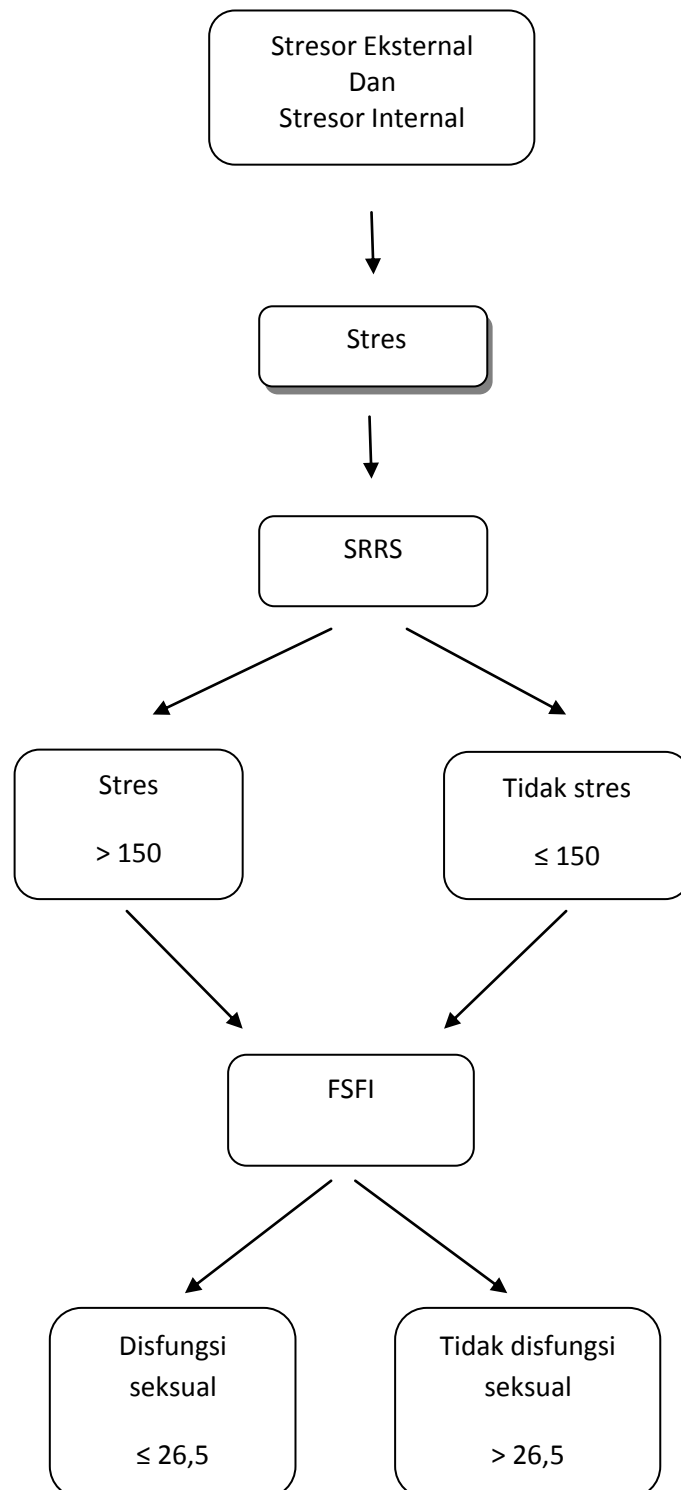 Stresor Eksternal
Dan
Stresor Internal
Stres
SRRS
Stres
> 150
Tidak stres
≤ 150
FSFI
Disfungsi
seksual
≤ 26,5
Tidak disfungsi
seksual
> 26,5